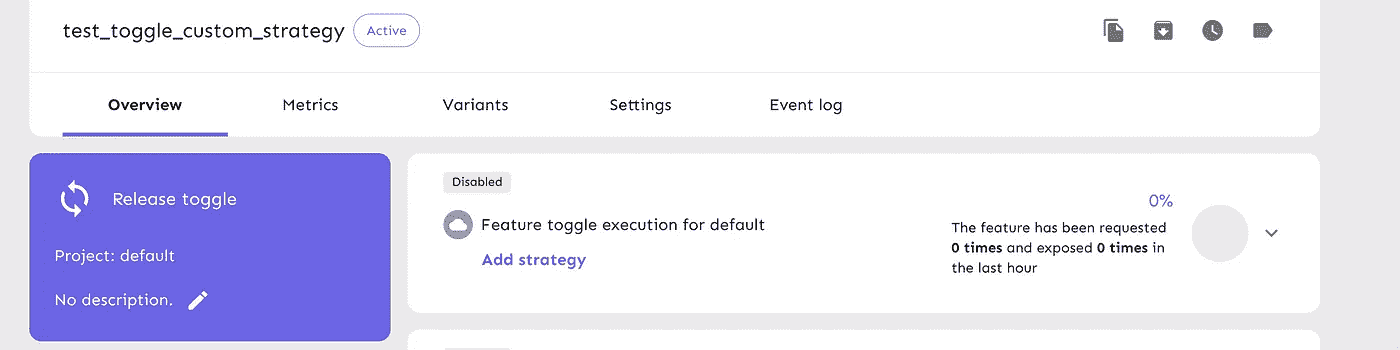 test_toggle_custom_strategy Active
Overview Metrics Variants Settings Event log
Release toggle
Project: default
No description.
Disabled
Feature toggle execution for default
Add strategy
0%
The feature has been requested
0 times and exposed 0 times in
the last hour